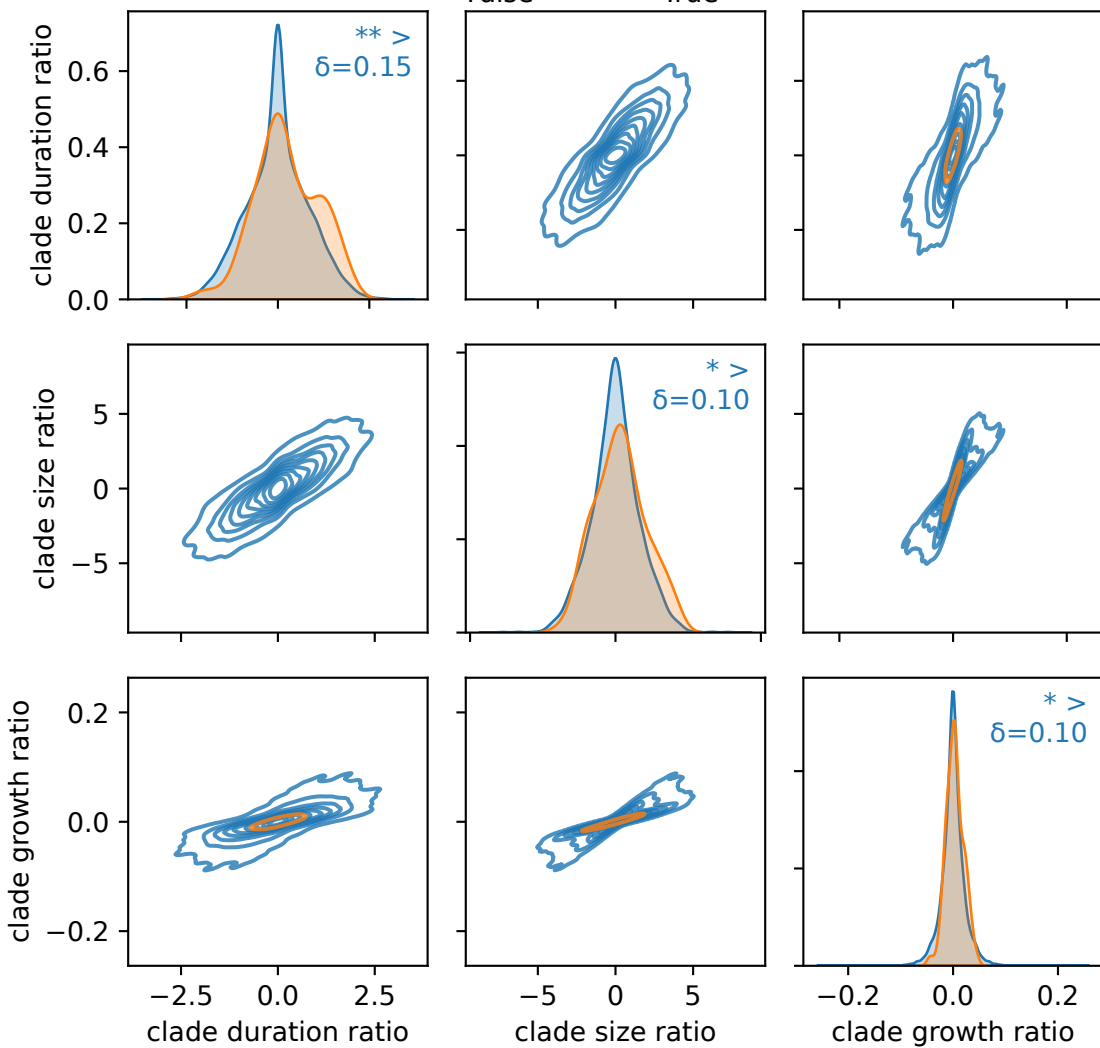 ** >
δ=0.15
clade duration ratio
0.6
0.4
0.2
0.0
* >
δ=0.10
clade size ratio
5
0
−5
* >
δ=0.10
clade growth ratio
0.2
0.0
−0.2
−2.5 0.0 2.5
−5 0 5
−0.2 0.0 0.2
clade duration ratio
clade size ratio
clade growth ratio